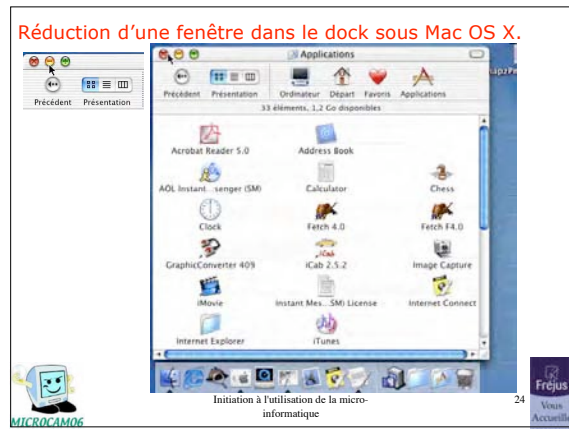 Réduction d'une fenêtre dans le dock sous Mac OS X.
Précédent Présentation
Applications
Précédent Présentation Ordinateur Départ Favoris Applications
33 éléments, 1,2 Go disponibles
Acrobat Reader 5.0 Address Book
AOL Instant...senger (SM) Calculator Chess
Clock Fetch 4.0 Fetch F4.0
GraphicConverter 409 iCab 2.5.2 Image Capture
iMovie Instant Mes...SM) License Internet Connect
Internet Explorer iTunes
MICROCAM06
Initiation à l'utilisation de la micro-
informatique
24
Fréjus
Vous
Accueille